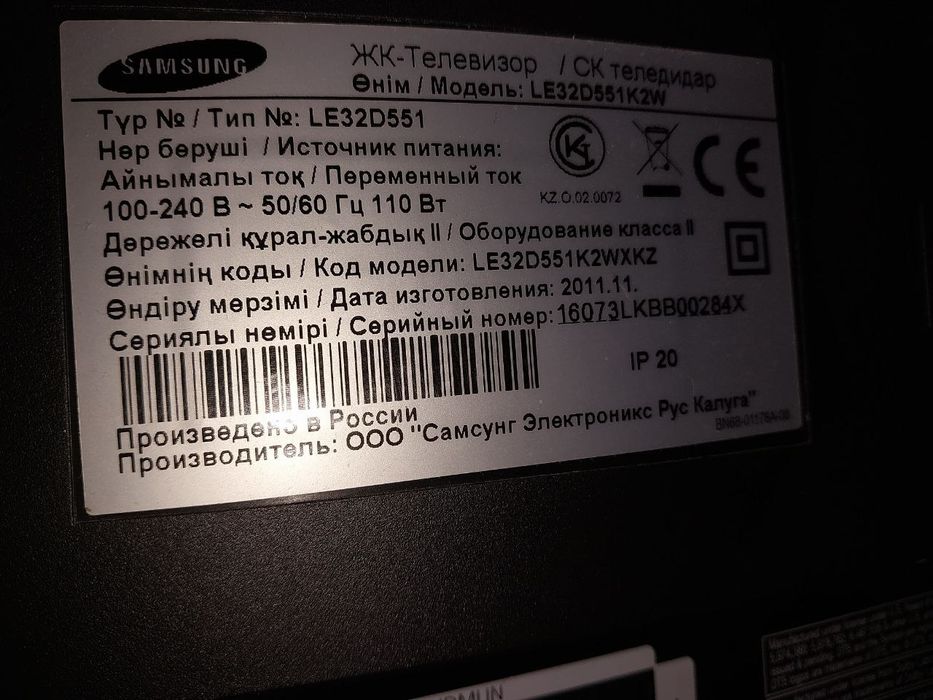 SAMSUNG
ЖК-Телевизор / СК теледидар
Өнім / Модель: LE32D551K2W
Түр № / Тип №: LE32D551
Нәр беруші / Источник питания:
Айнымалы тоқ / Переменный ток
100-240 В ~ 50/60 Гц 110 Вт
KZ.O.02.0072
CE
Дәрежелі құрал-жабдық II / Оборудование класса II
Өнімнің коды / Код модели: LE32D551K2WXKZ
Өндіру мерзімі / Дата изготовления: 2011.11.
Сериялы нөмірі / Серийный номер: 16073LKBB00284X
IP 20
Произведено в России
Производитель: ООО "Самсунг Электроникс Рус Калуга"